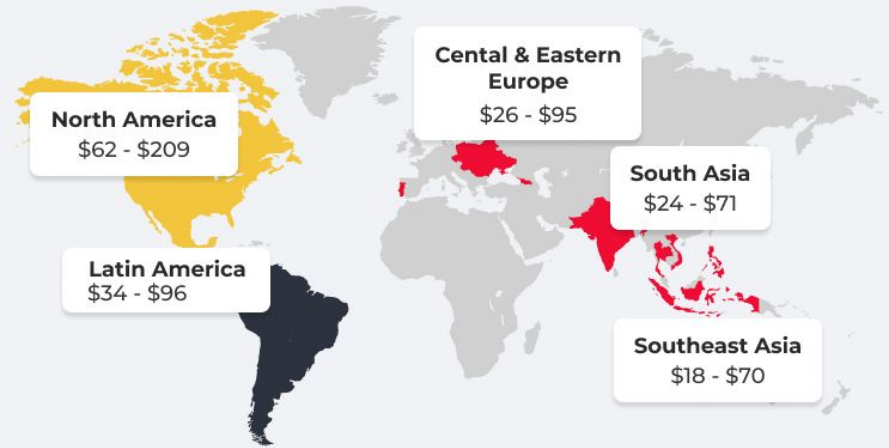 Cental & Eastern
Europe
$26 - $95
North America
$62 - $209
South Asia
$24 - $71
Latin America
$34 - $96
Southeast Asia
$18 - $70